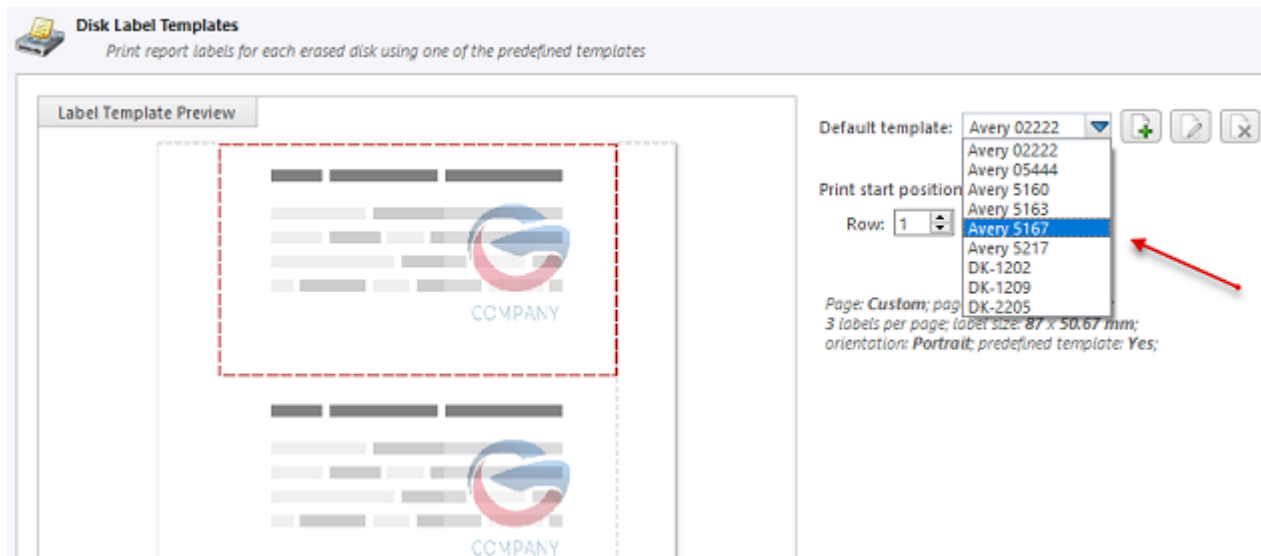 Disk Label Templates
Print report labels for each erased disk using one of the predefined templates
Label Template Preview
COMPANY
COMPANY
Default template: Avery 02222
Avery 02222
Avery 05444
Avery 5160
Avery 5163
Avery 5167
Avery 5217
DK-1202
DK-1209
DK-2205
Print start position
Row: 1
Page: Custom;
3 labels per page; label size: 87 x 50.67 mm;
orientation: Portrait; predefined template: Yes;